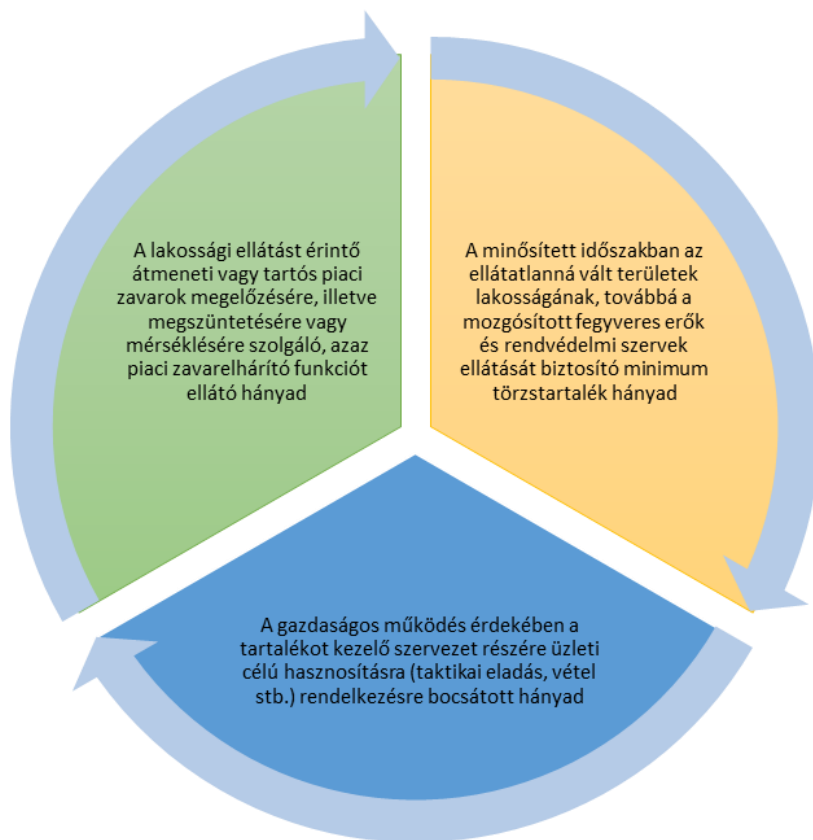 A lakossági ellátást érintő
átmeneti vagy tartós piaci
zavarok megelőzésére, illetve
megszüntetésére vagy
mérséklésére szolgáló, azaz
piaci zavarelhárító funkciót
ellátó hányad
A minősített időszakban az
ellátatlanná vált területek
lakosságának, továbbá a
mozgósított fegyveres erők
és rendvédelmi szervek
ellátását biztosító minimum
törzstartalék hányad
A gazdaságos működés érdekében a
tartalékot kezelő szervezet részére üzleti
célú hasznosításra (taktikai eladás, vétel
stb.) rendelkezésre bocsátott hányad